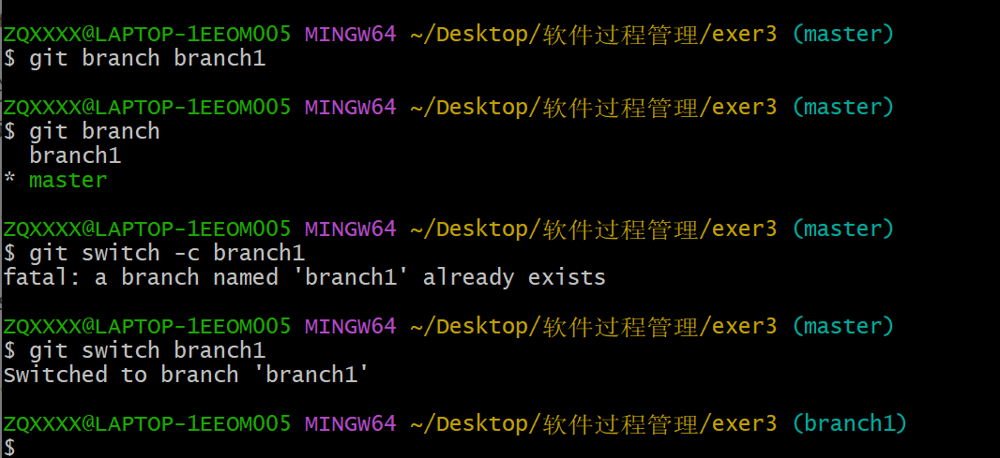 ZQXXXX@LAPTOP-1EEOM005 MINGW64 ~/Desktop/软件过程管理/exer3 (master)
$ git branch branch1
ZQXXXX@LAPTOP-1EEOM005 MINGW64 ~/Desktop/软件过程管理/exer3 (master)
$ git branch
  branch1
* master
ZQXXXX@LAPTOP-1EEOM005 MINGW64 ~/Desktop/软件过程管理/exer3 (master)
$ git switch -c branch1
fatal: a branch named 'branch1' already exists
ZQXXXX@LAPTOP-1EEOM005 MINGW64 ~/Desktop/软件过程管理/exer3 (master)
$ git switch branch1
Switched to branch 'branch1'
ZQXXXX@LAPTOP-1EEOM005 MINGW64 ~/Desktop/软件过程管理/exer3 (branch1)
$